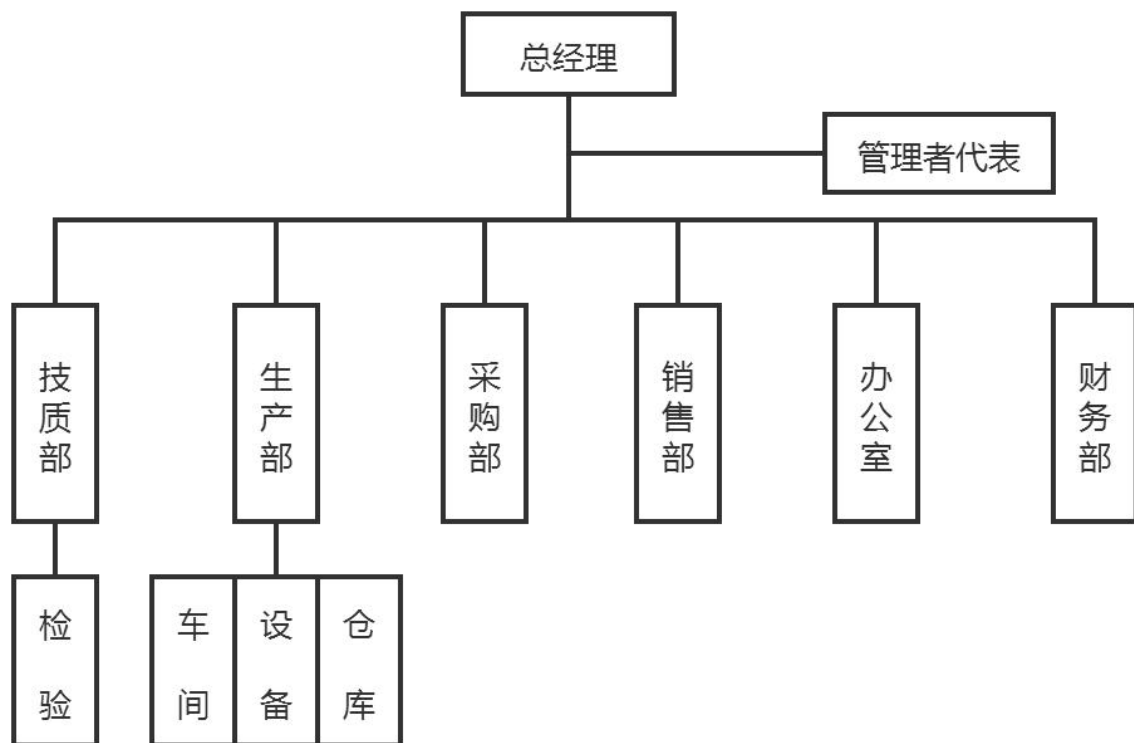 总经理
管理者代表
技质部
生产部
采购部
销售部
办公室
财务部
检验
车间
设备
仓库